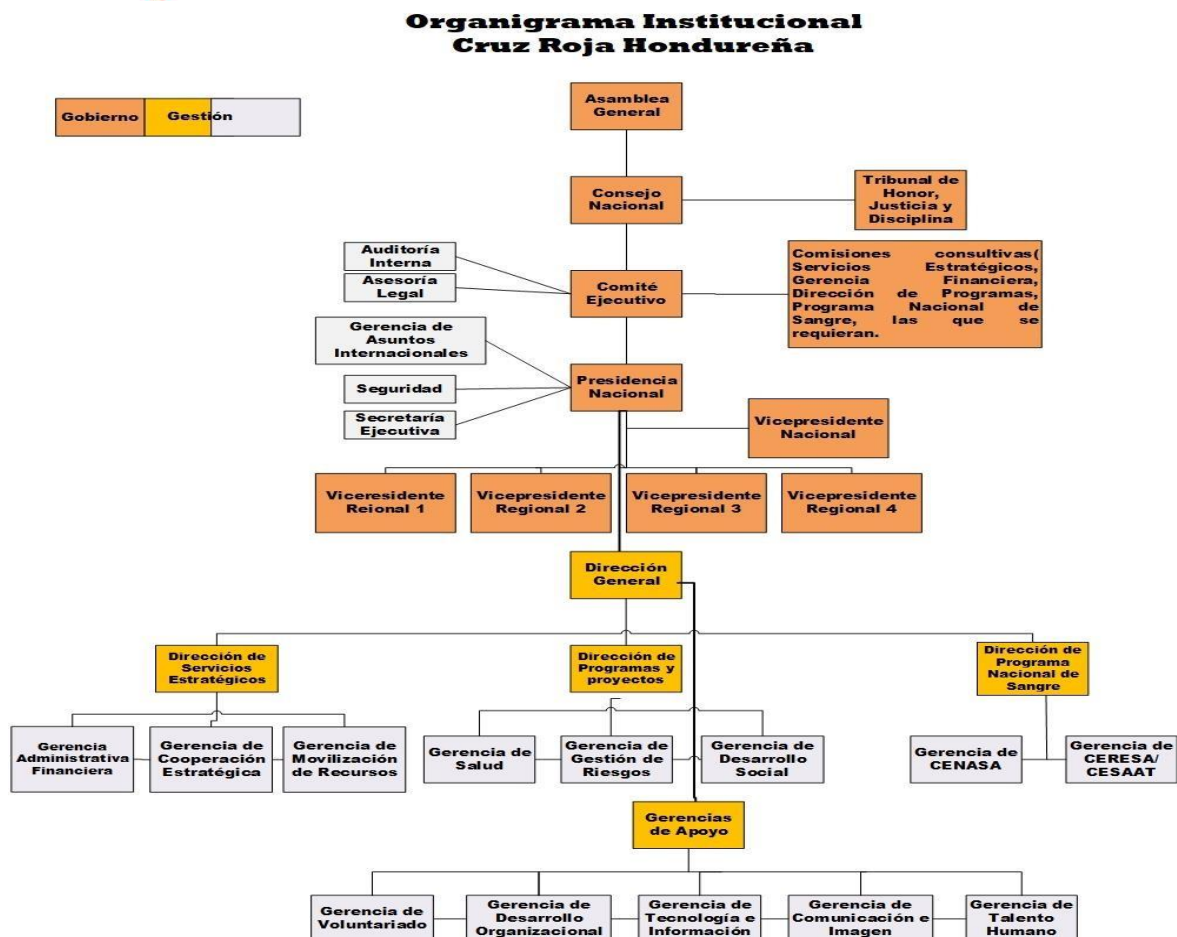 Organigrama Institucional
Cruz Roja Hondureña
Gobierno
Gestión
Asamblea
General
Consejo
Nacional
Tribunal de
Honor,
Justicia y
Disciplina
Auditoría
Interna
Asesoría
Legal
Comité
Ejecutivo
Comisiones consultivas(
Servicios Estratégicos,
Gerencia Financiera,
Dirección de Programas,
Programa Nacional de
Sangre, las que se
requieran.
Gerencia de
Asuntos
Internacionales
Seguridad
Secretaría
Ejecutiva
Presidencia
Nacional
Vicepresidente
Nacional
Viceresidente
Reional 1
Vicepresidente
Regional 2
Vicepresidente
Regional 3
Vicepresidente
Regional 4
Dirección
General
Dirección de
Servicios
Estratégicos
Dirección de
Programas y
proyectos
Dirección de
Programa
Nacional de
Sangre
Gerencia
Administrativa
Financiera
Gerencia de
Cooperación
Estratégica
Gerencia de
Movilización
de Recursos
Gerencia de
Salud
Gerencia de
Gestión de
Riesgos
Gerencia de
Desarrollo
Social
Gerencia de
CENASA
Gerencia de
CERESA/
CESAAT
Gerencias
de Apoyo
Gerencia de
Voluntariado
Gerencia de
Desarrollo
Organizacional
Gerencia de
Tecnología e
Información
Gerencia de
Comunicación e
Imagen
Gerencia de
Talento
Humano